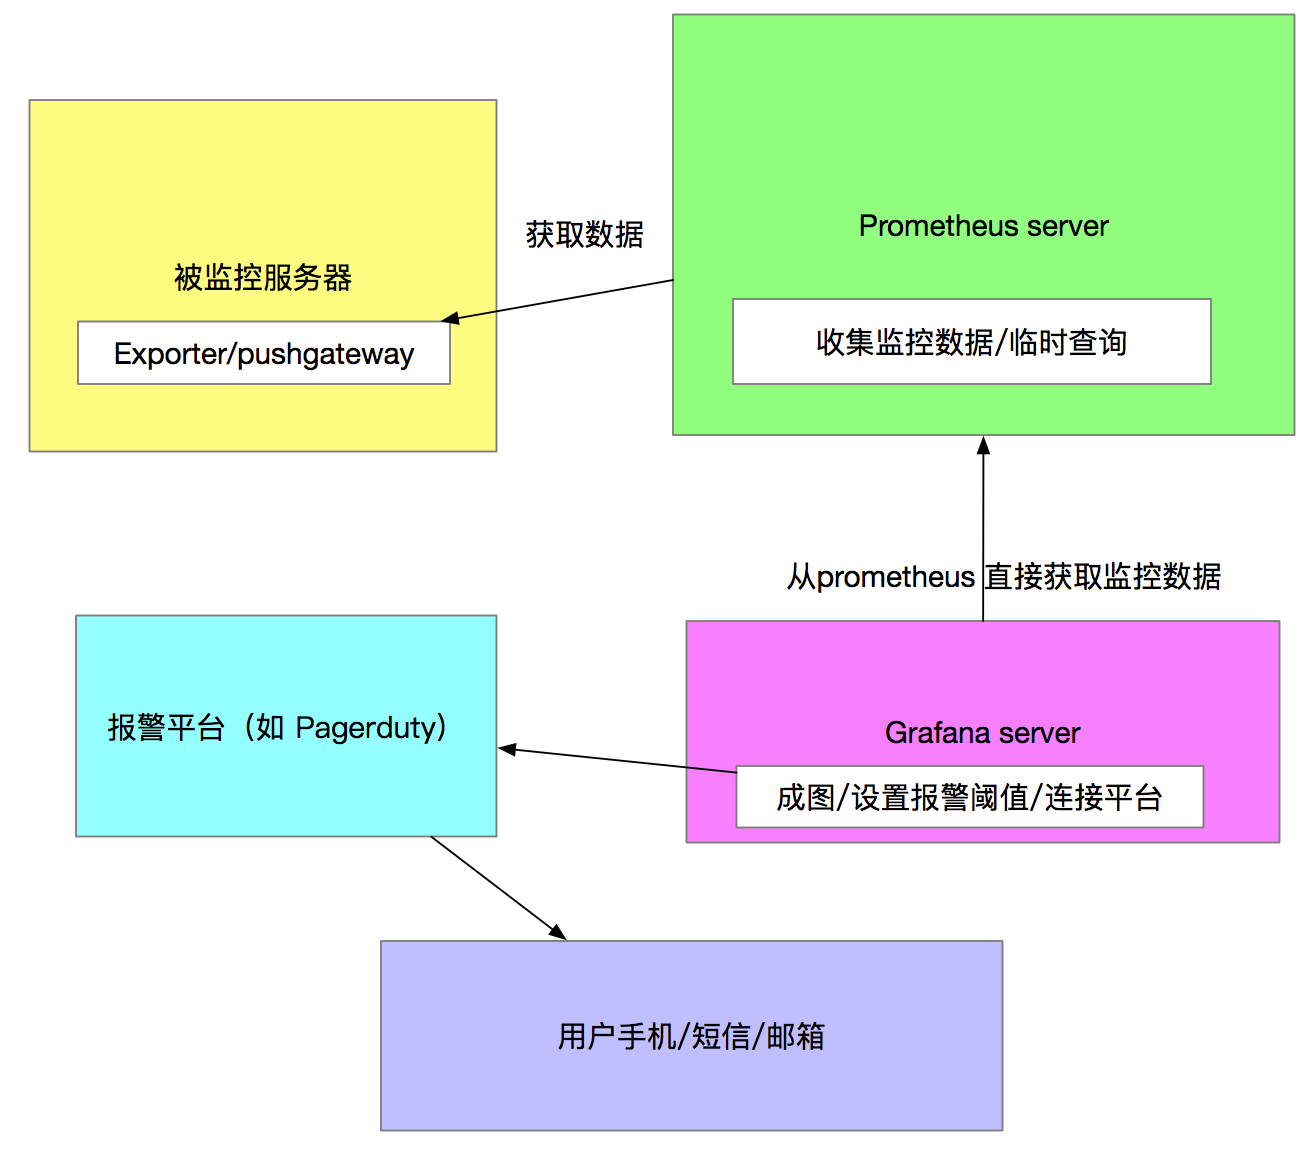 Prometheus server
获取数据
被监控服务器
收集监控数据/临时查询
Exporter/pushgateway
从prometheus 直接获取监控数据
报警平台（如 Pagerduty）
Grafana server
成图/设置报警阈值/连接平台
用户手机/短信/邮箱